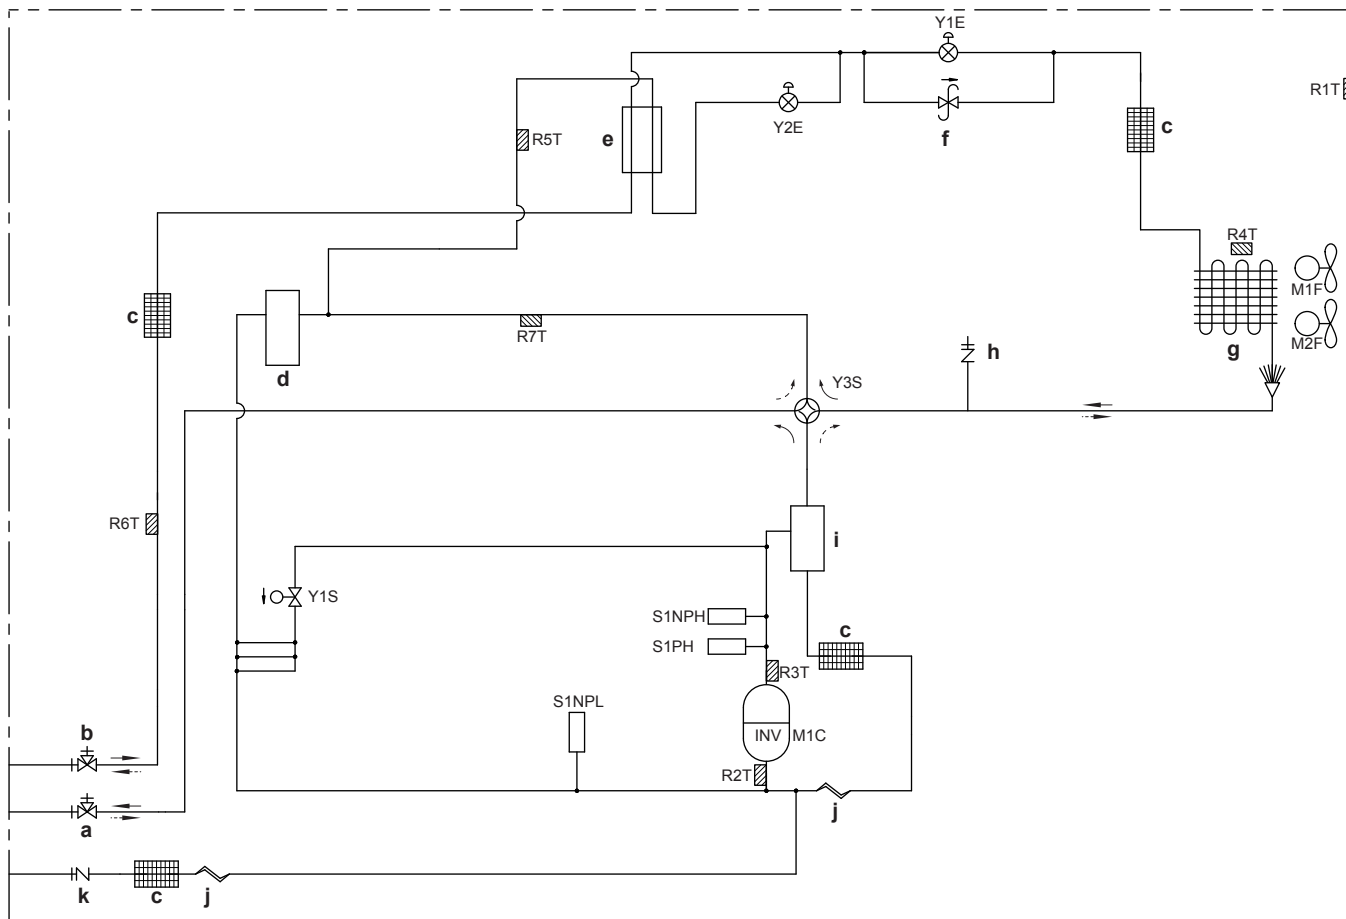 Y1E
R1T
c
Y2E
f
R5T
e
R4T
M1F
c
R7T
M2F
g
h
d
Y3S
R6T
i
Y1S
S1NPH
c
S1PH
R3T
S1NPL
b
INV
M1C
R2T
a
j
k
c
j